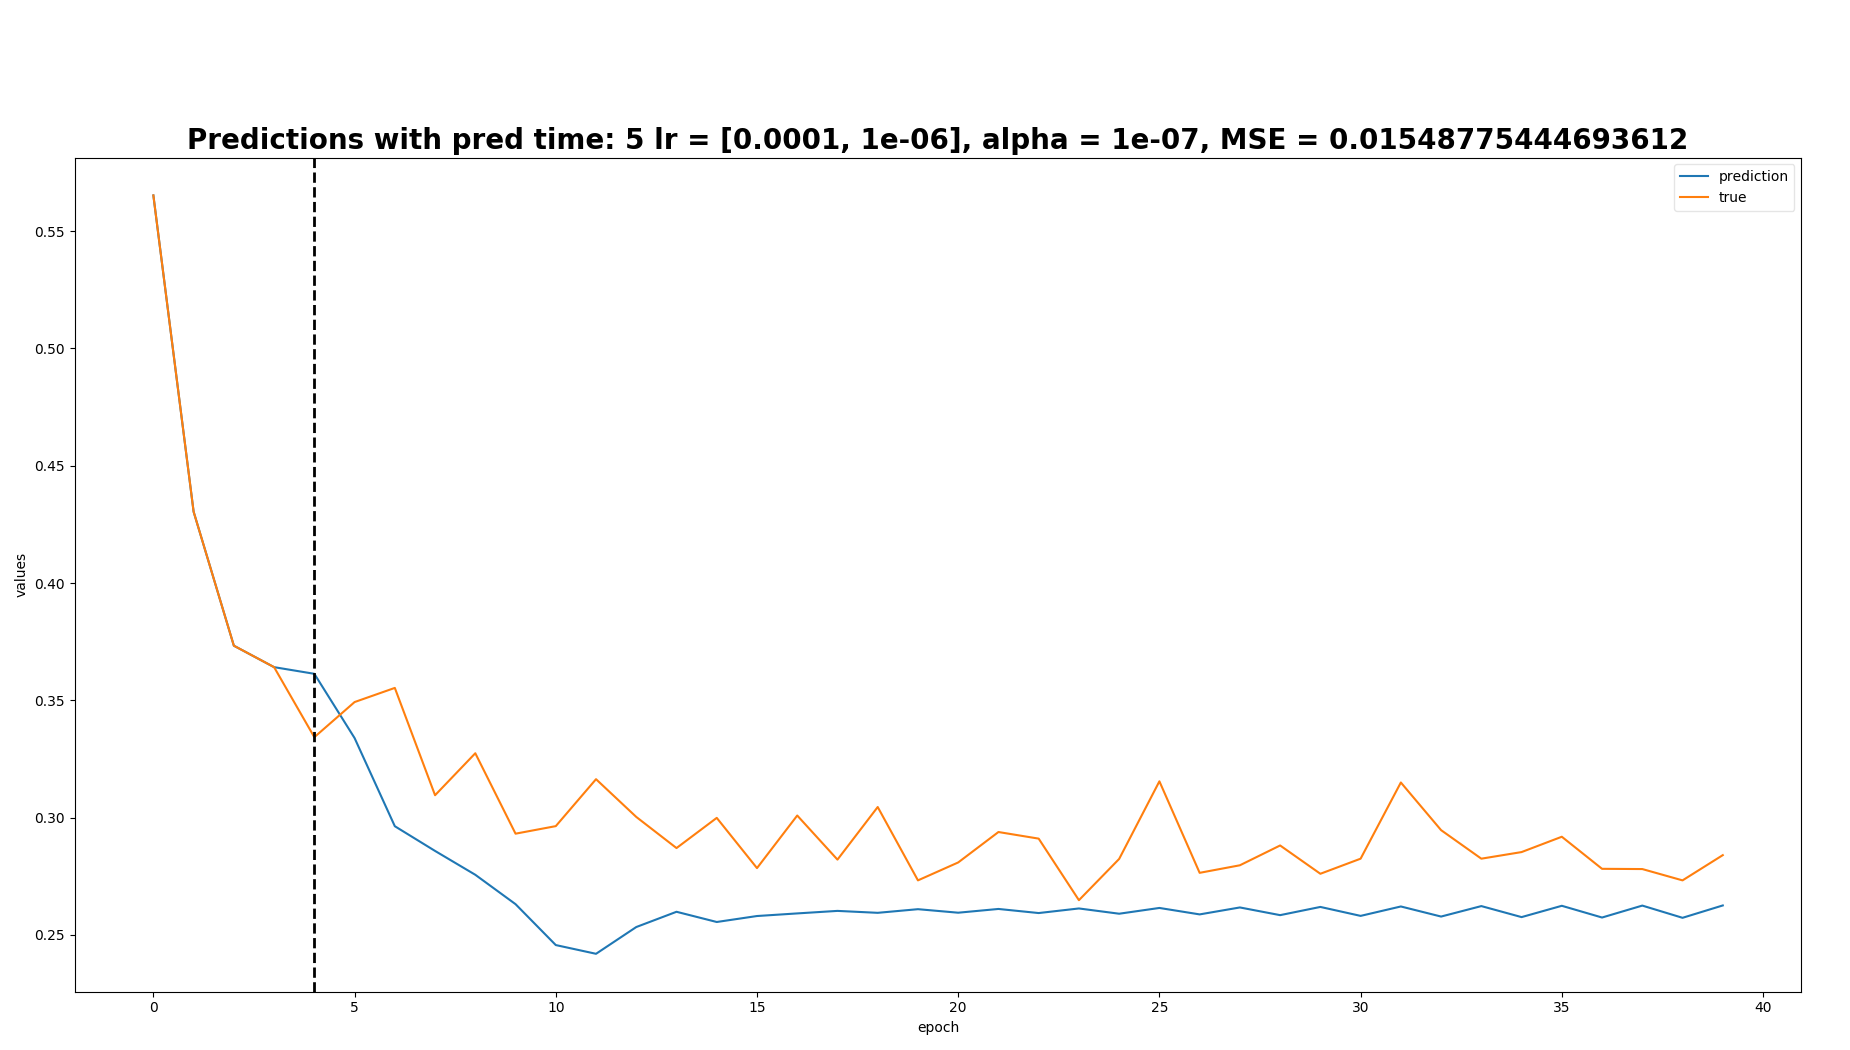 Predictions with pred time: 5 lr = [0.0001, 1e-06], alpha = 1e-07, MSE = 0.01548775444693612
prediction
true
0.55
0.50
0.45
0.40
0.35
0.30
0.25
values
0 5 10 15 20 25 30 35 40
epoch